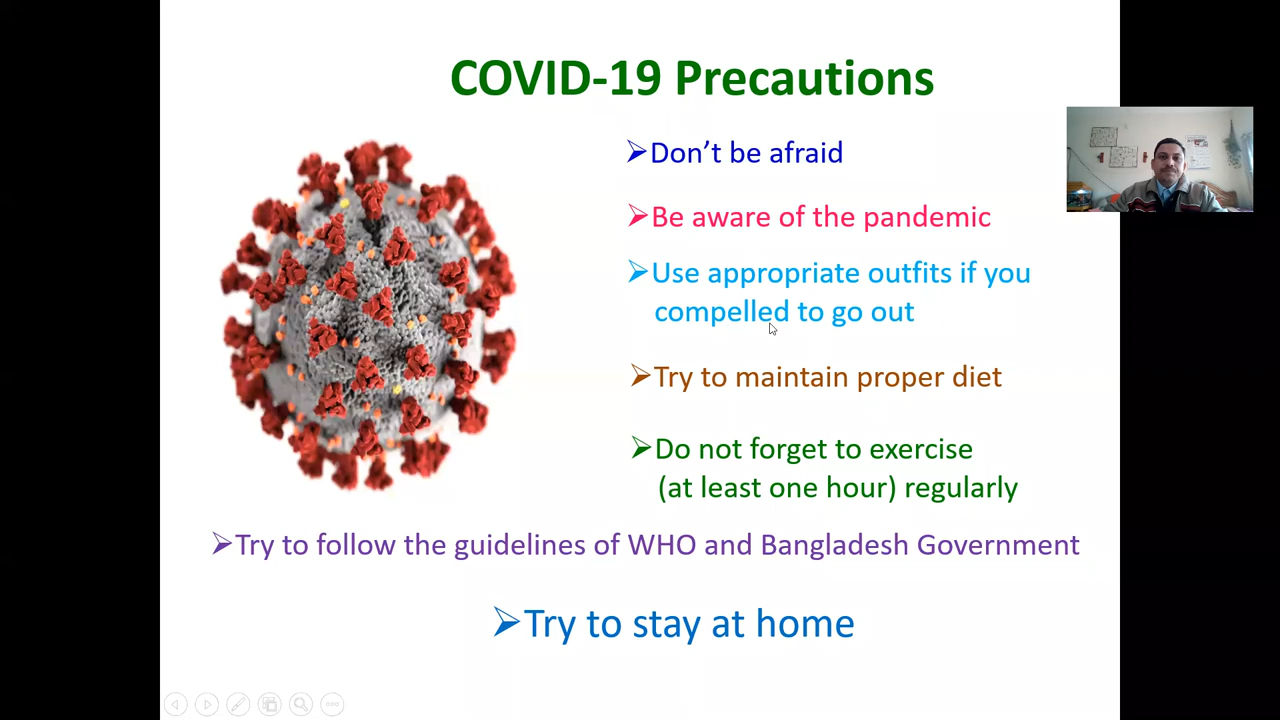 COVID-19 Precautions
➢Don't be afraid
➢Be aware of the pandemic
➢Use appropriate outfits if you
compelled to go out
➢Try to maintain proper diet
➢Do not forget to exercise
(at least one hour) regularly
➢Try to follow the guidelines of WHO and Bangladesh Government
➢Try to stay at home